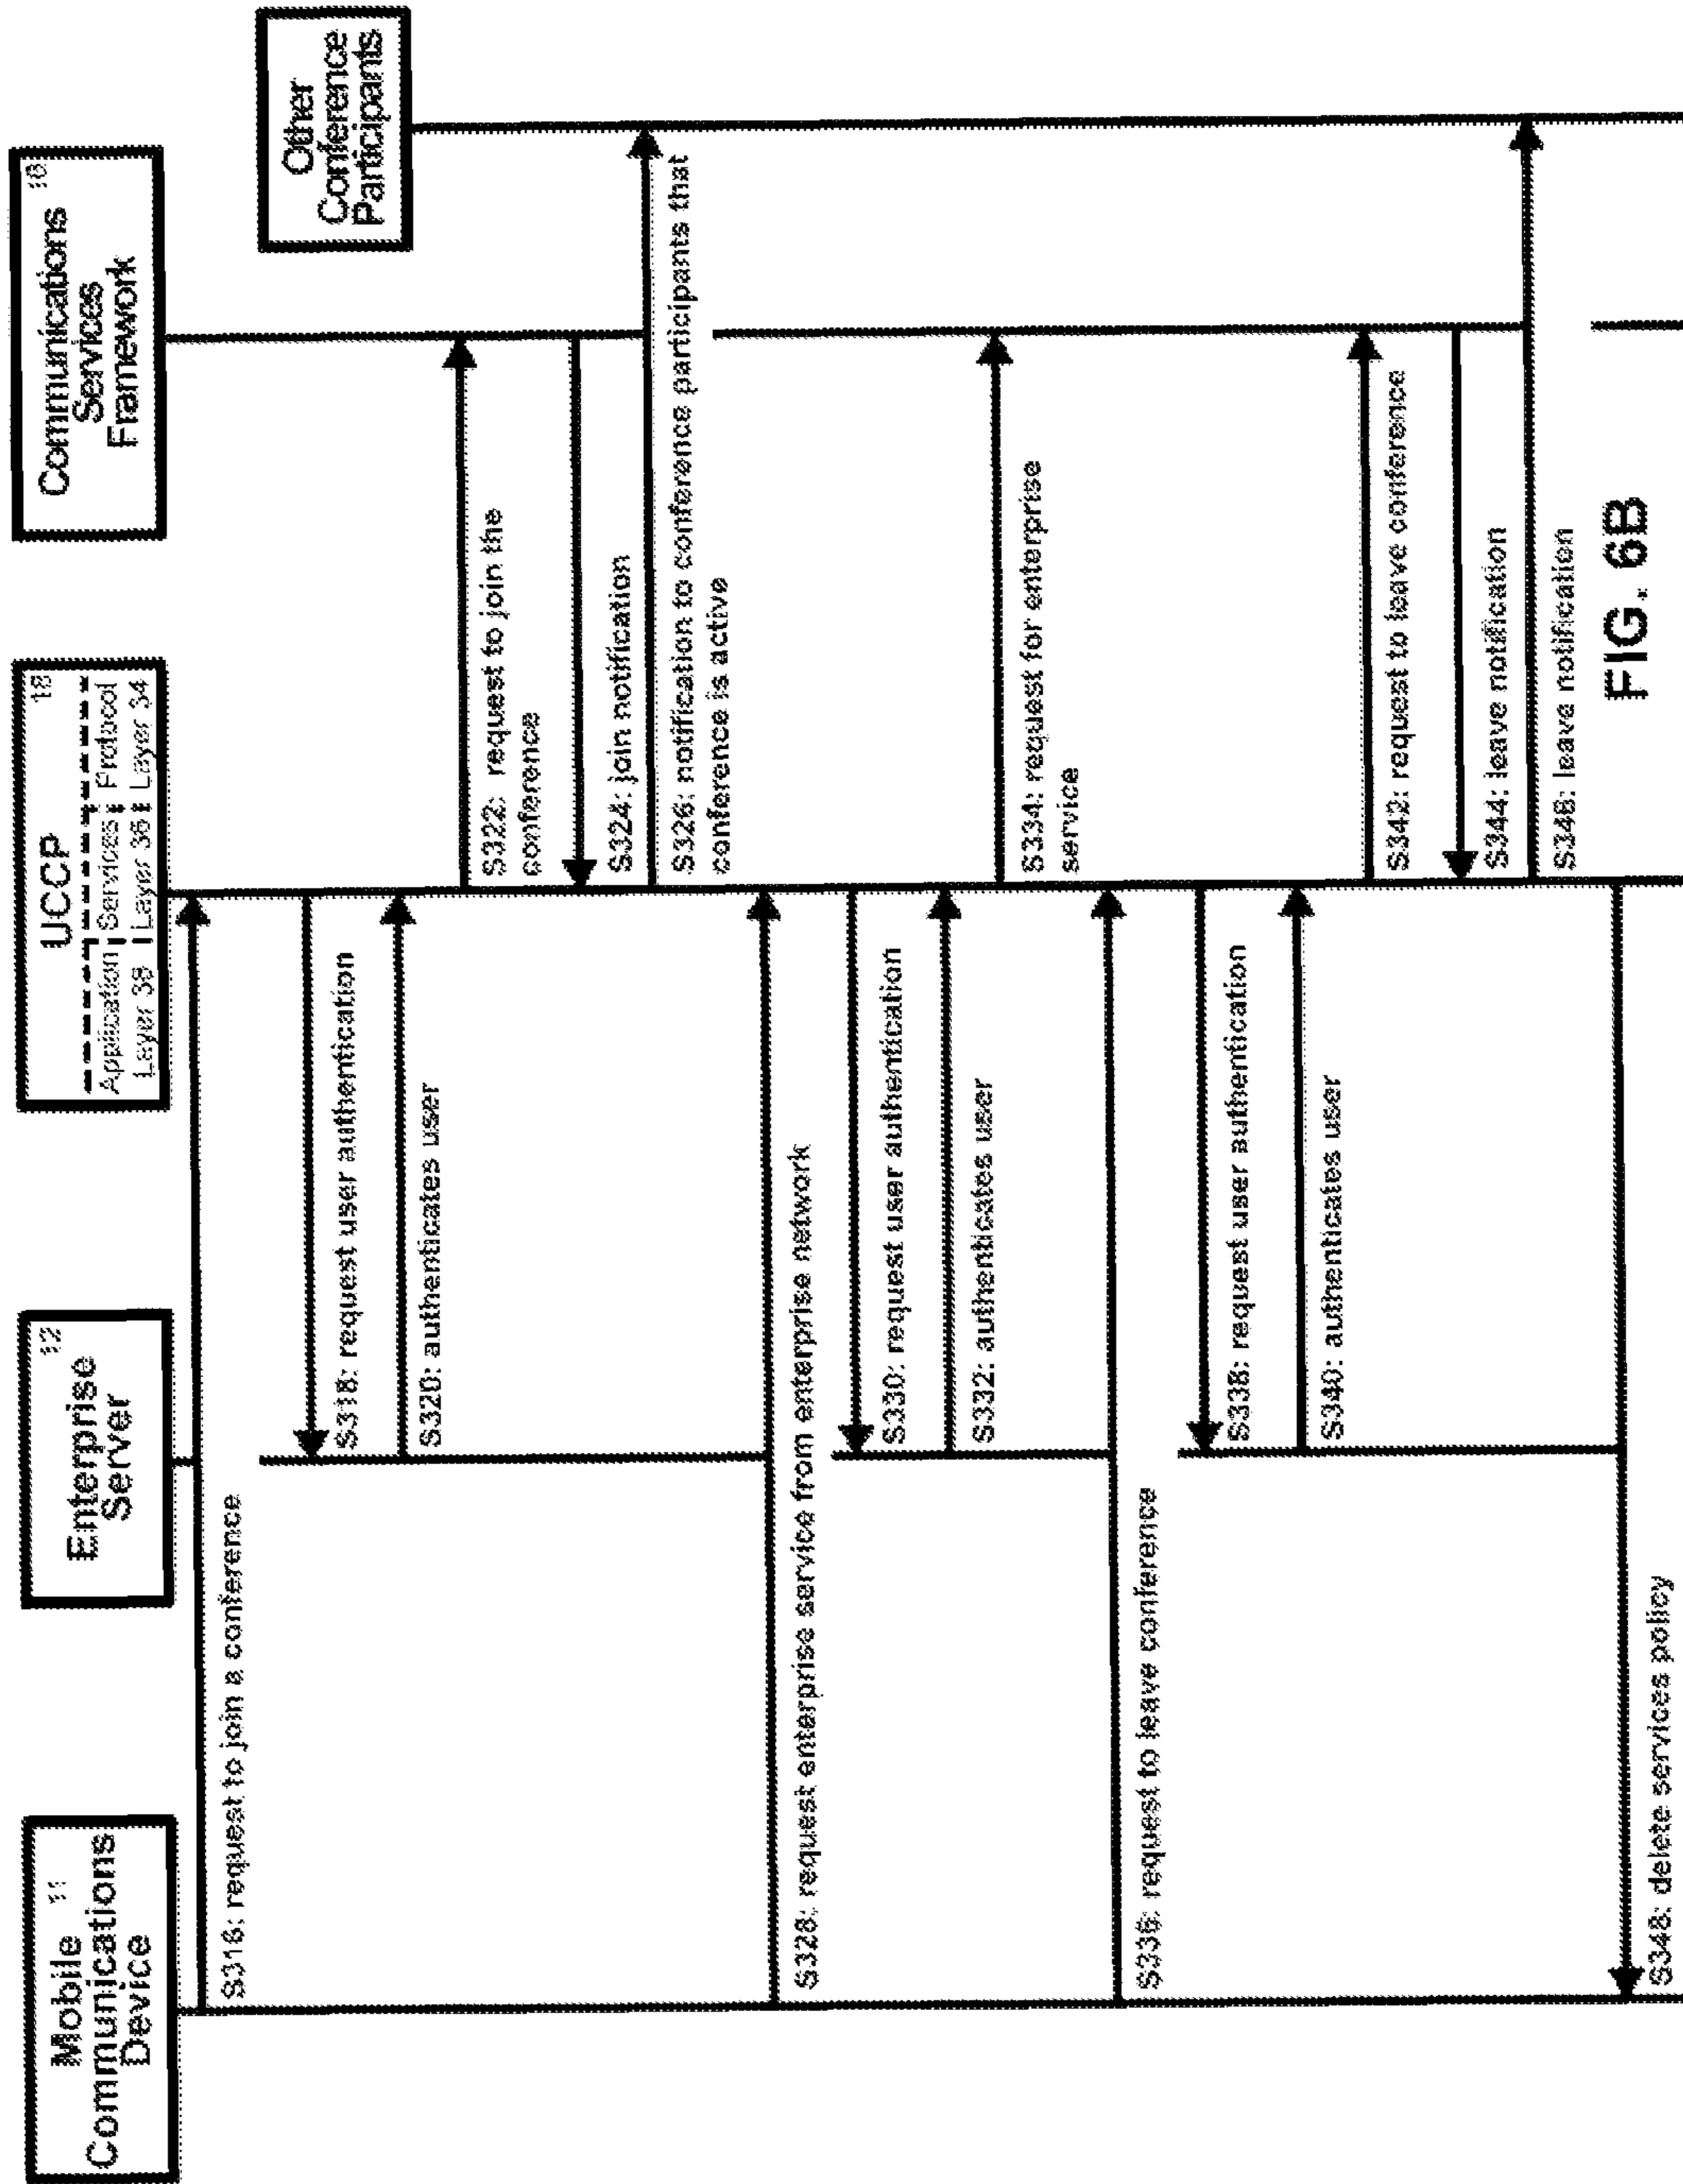 Mobile 11
Communications
Device
Enterprise 12
Server
UCCP 18
Application Services Protocol
Layer 38 Layer 36 Layer 34
Communications 16
Services
Framework
Other
Conference
Participants
S316: request to join a conference
S318: request user authentication
S320: authenticates user
S322: request to join the
conference
S324: join notification
S326: notification to conference participants that
conference is active
S328: request enterprise service from enterprise network
S330: request user authentication
S332: authenticates user
S334: request for enterprise
service
S336: request to leave conference
S338: request user authentication
S340: authenticates user
S342: request to leave conference
S344: leave notification
S346: leave notification
S348: delete services policy
FIG. 6B